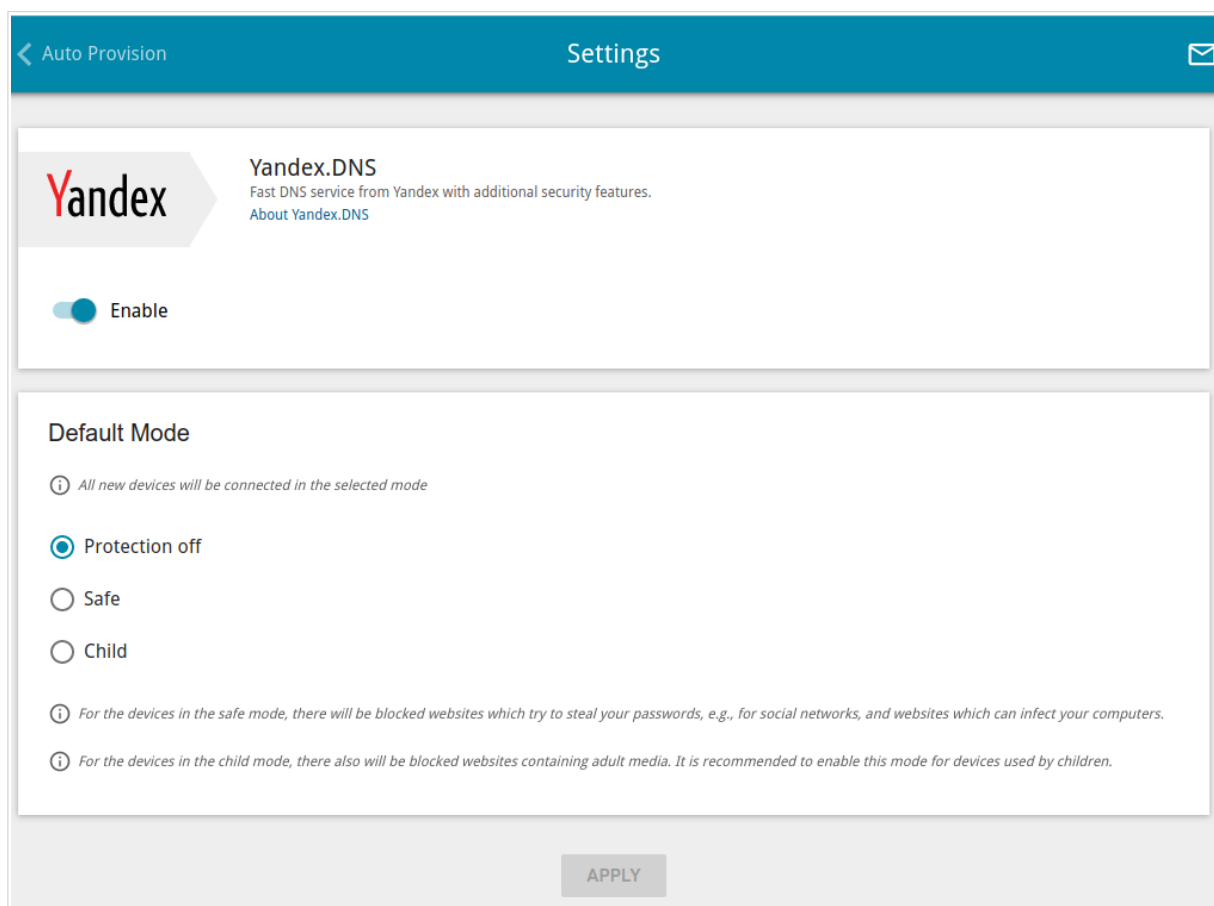 Auto Provision
Settings
Yandex
Yandex.DNS
Fast DNS service from Yandex with additional security features.
About Yandex.DNS
Enable
Default Mode
All new devices will be connected in the selected mode
Protection off
Safe
Child
For the devices in the safe mode, there will be blocked websites which try to steal your passwords, e.g., for social networks, and websites which can infect your computers.
For the devices in the child mode, there also will be blocked websites containing adult media. It is recommended to enable this mode for devices used by children.
APPLY